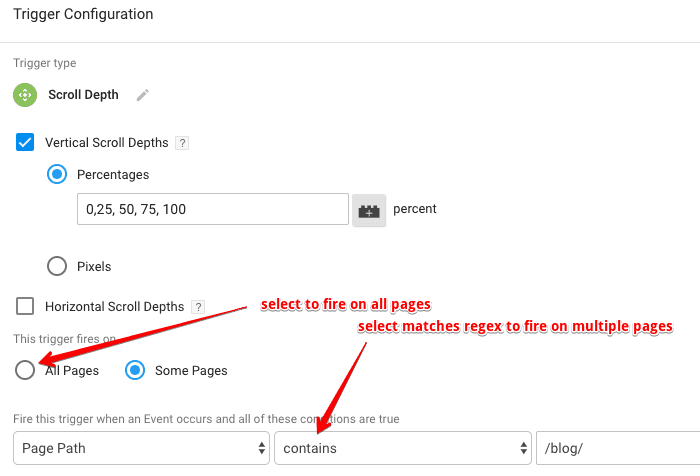 Trigger Configuration
Trigger type
Scroll Depth
Vertical Scroll Depths ?
Percentages
0,25, 50, 75, 100 percent
Pixels
Horizontal Scroll Depths ?
select to fire on all pages
select matches regex to fire on multiple pages
This trigger fires on
All Pages Some Pages
Fire this trigger when an Event occurs and all of these conditions are true
Page Path contains /blog/